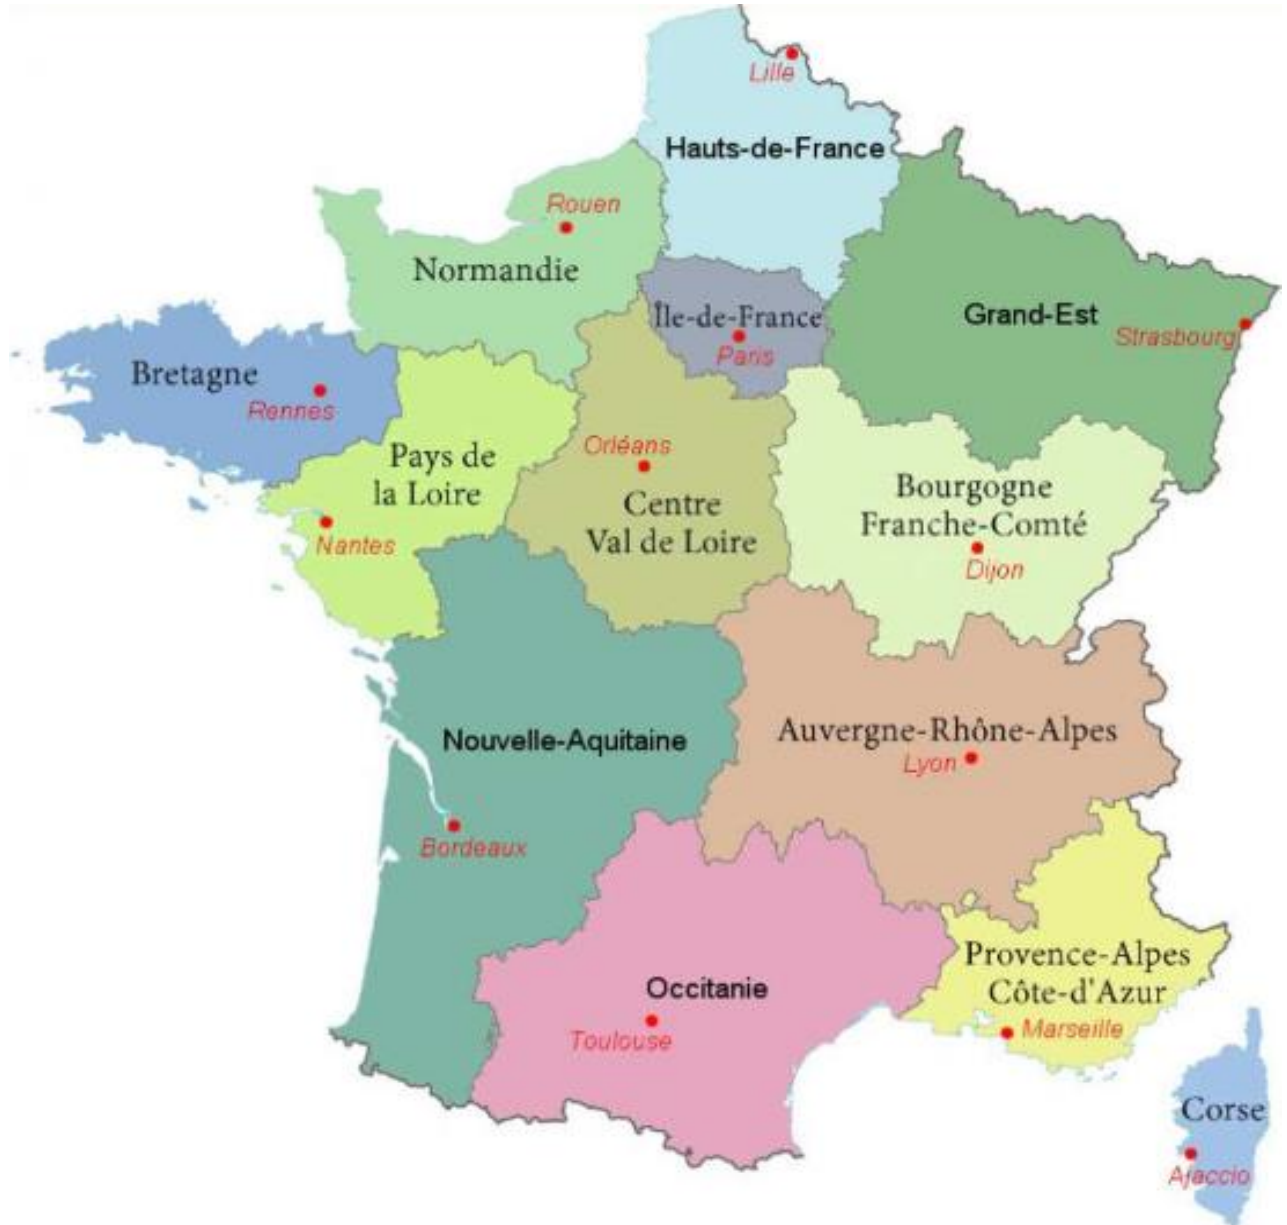 Lille
Hauts-de-France
Rouen
Normandie
Île-de-France
Paris
Grand-Est
Strasbourg
Bretagne
Rennes
Pays de
la Loire
Nantes
Orléans
Centre
Val de Loire
Bourgogne
Franche-Comté
Dijon
Nouvelle-Aquitaine
Bordeaux
Auvergne-Rhône-Alpes
Lyon
Occitanie
Toulouse
Provence-Alpes
Côte-d'Azur
Marseille
Corse
Ajaccio